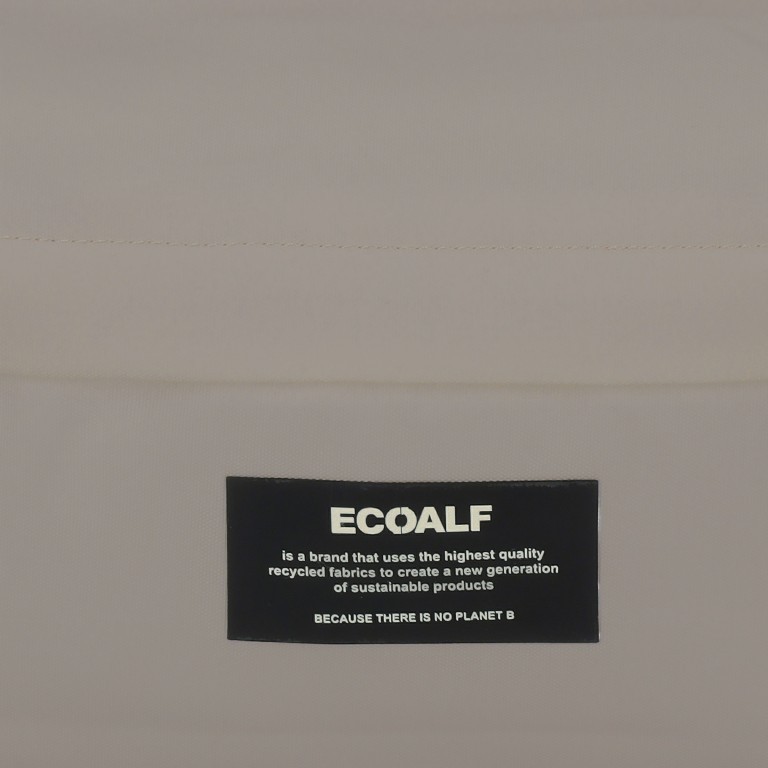 ECOALF
is a brand that uses the highest quality
recycled fabrics to create a new generation
of sustainable products
BECAUSE THERE IS NO PLANET B